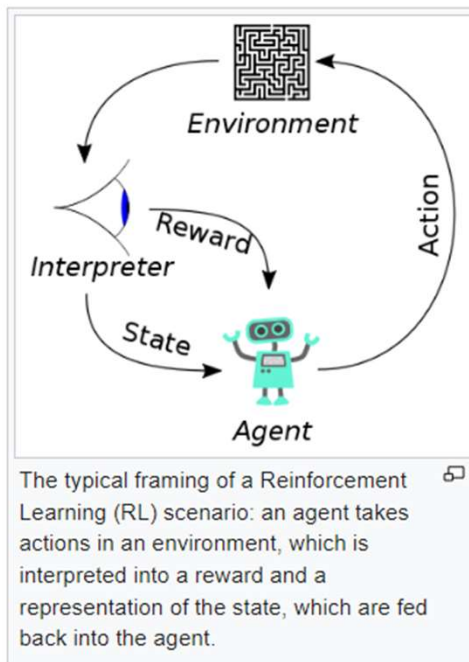 Environment
Reward
Action
Interpreter
State
Agent
The typical framing of a Reinforcement
Learning (RL) scenario: an agent takes
actions in an environment, which is
interpreted into a reward and a
representation of the state, which are fed
back into the agent.